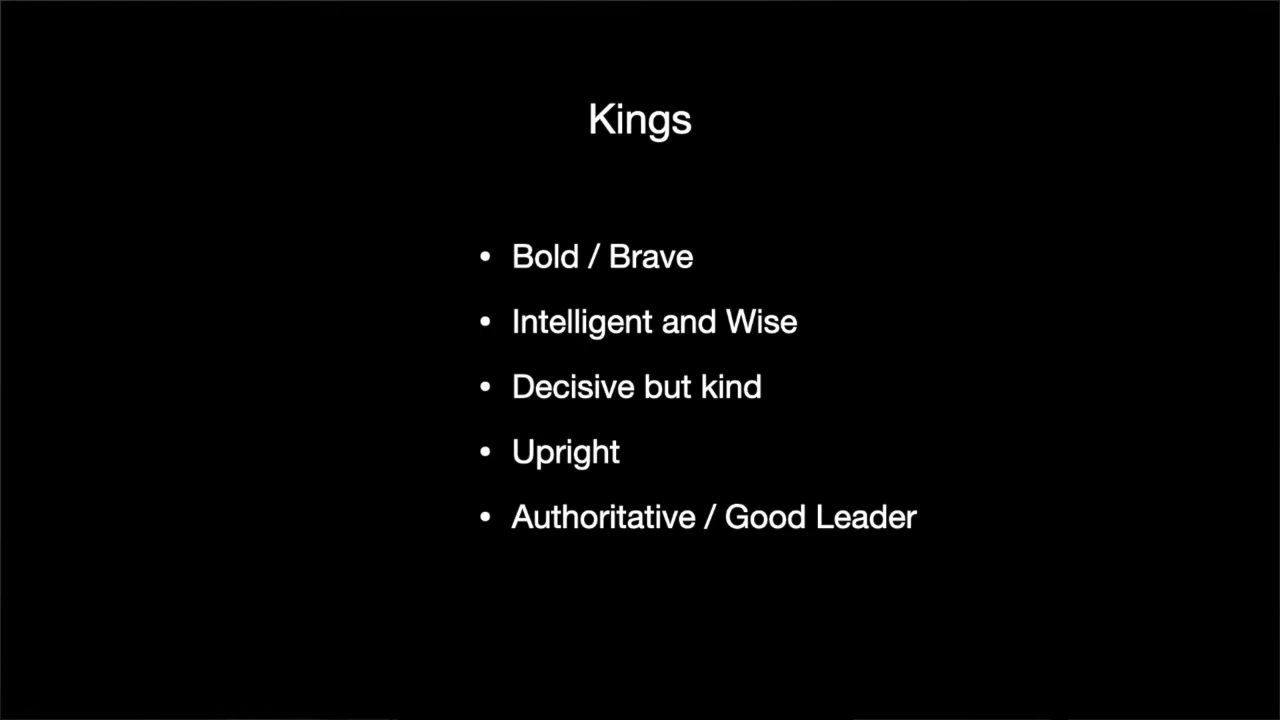 Kings
• Bold / Brave
• Intelligent and Wise
• Decisive but kind
• Upright
• Authoritative / Good Leader